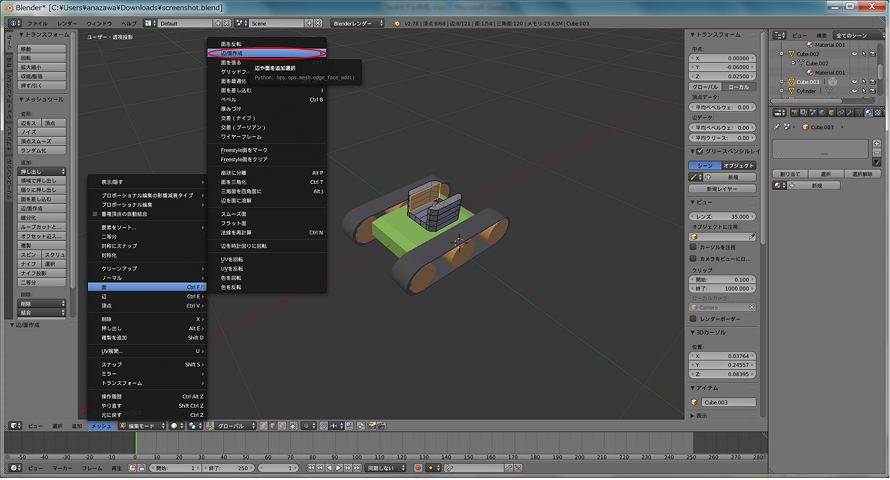 Blender* [C:¥Users¥anazawa¥Downloads¥screenshot.blend]
ファイル レンダー ウィンドウ ヘルプ Default Scene Blenderレンダー v2.78 | 頂点:8/68 | 辺:8/121 | 面:1/54 | 三角面:120 | メモリ:25.63M | Cube.003
▼トランスフォーム
移動
回転
拡大縮小
収縮/膨張
押す/引く
▼メッシュツール
変形:
辺をス 頂点
ノイズ
頂点スムーズ
ランダム化
追加:
押し出し
領域で押し出し
個々に押し出し
面を差し込む
辺/面作成
細分化
ループカットと...
オフセット辺ス...
複製
スピン スクリュ
ナイフ 選択
ナイフ投影
二等分
削除:
削除
結合
▼辺/面作成
ユーザー・透視投影
面を反転
辺/面作成
面を張る
グリッドフ
面を最適化
面を差し込む I
ベベル Ctrl B
厚みづけ
交差 (ナイフ)
交差 (ブーリアン)
ワイヤーフレーム
Freestyle面をマーク
Freestyle面をクリア
扇状に分離 Alt P
面を三角化 Ctrl T
三角面を四角面に Alt J
辺を面に溶解
スムーズ面
フラット面
法線を再計算 Ctrl N
辺を時計回りに回転
UVを回転
UVを反転
色を回転
色を反転
辺や面を追加選択
Python: bpy.ops.mesh.edge_face_add()
表示/隠す
プロポーショナル編集の影響減衰タイプ
プロポーショナル編集
重複頂点の自動結合
要素をソート...
二等分
対称にスナップ
対称化
クリーンアップ
ノーマル
面 Ctrl F
辺 Ctrl E
頂点 Ctrl V
削除 X
押し出し Alt E
複製を追加 Shift D
UV展開... U
スナップ Shift S
ミラー
トランスフォーム
操作履歴 Ctrl Alt Z
やり直す Shift Ctrl Z
元に戻す Ctrl Z
▼トランスフォーム
中点:
X: 0.00000
Y: -0.06000
Z: 0.02500
グローバル ローカル
頂点データ:
平均ベベルウェ: 0.00
辺データ:
平均ベベルウェ: 0.00
平均クリース: 0.00
▼グリースペンシルレイ
シーン オブジェクト
新規
新規レイヤー
▼ビュー
レンズ: 35.000
オブジェクトに注視:
カーソルを注視
カメラをビューにロ...
クリップ
開始: 0.100
終了: 1000.000
ローカルカメラ:
Camera
レンダーボーダー
▼3Dカーソル
位置:
X: 0.03764
Y: 0.24557
Z: 0.08395
▼アイテム
Cube.003
表示
ビュー 検索 全てのシーン
Material.001
Cube.002
Cube.002
Material.001
Cube.003
Cylinder
Cube.003
割り当て 選択 選択解除
新規
ビュー 選択 追加 メッシュ 編集モード グローバル
-50 -40 -30 -20 -10 0 10 20 30 40 50 60 70 80 90 100 110 120 130 140 150 160 170 180 190 200 210 220 230 240 250 260 270 280
ビュー マーカー フレーム 再生 開始: 1 終了: 250 1 同期しない